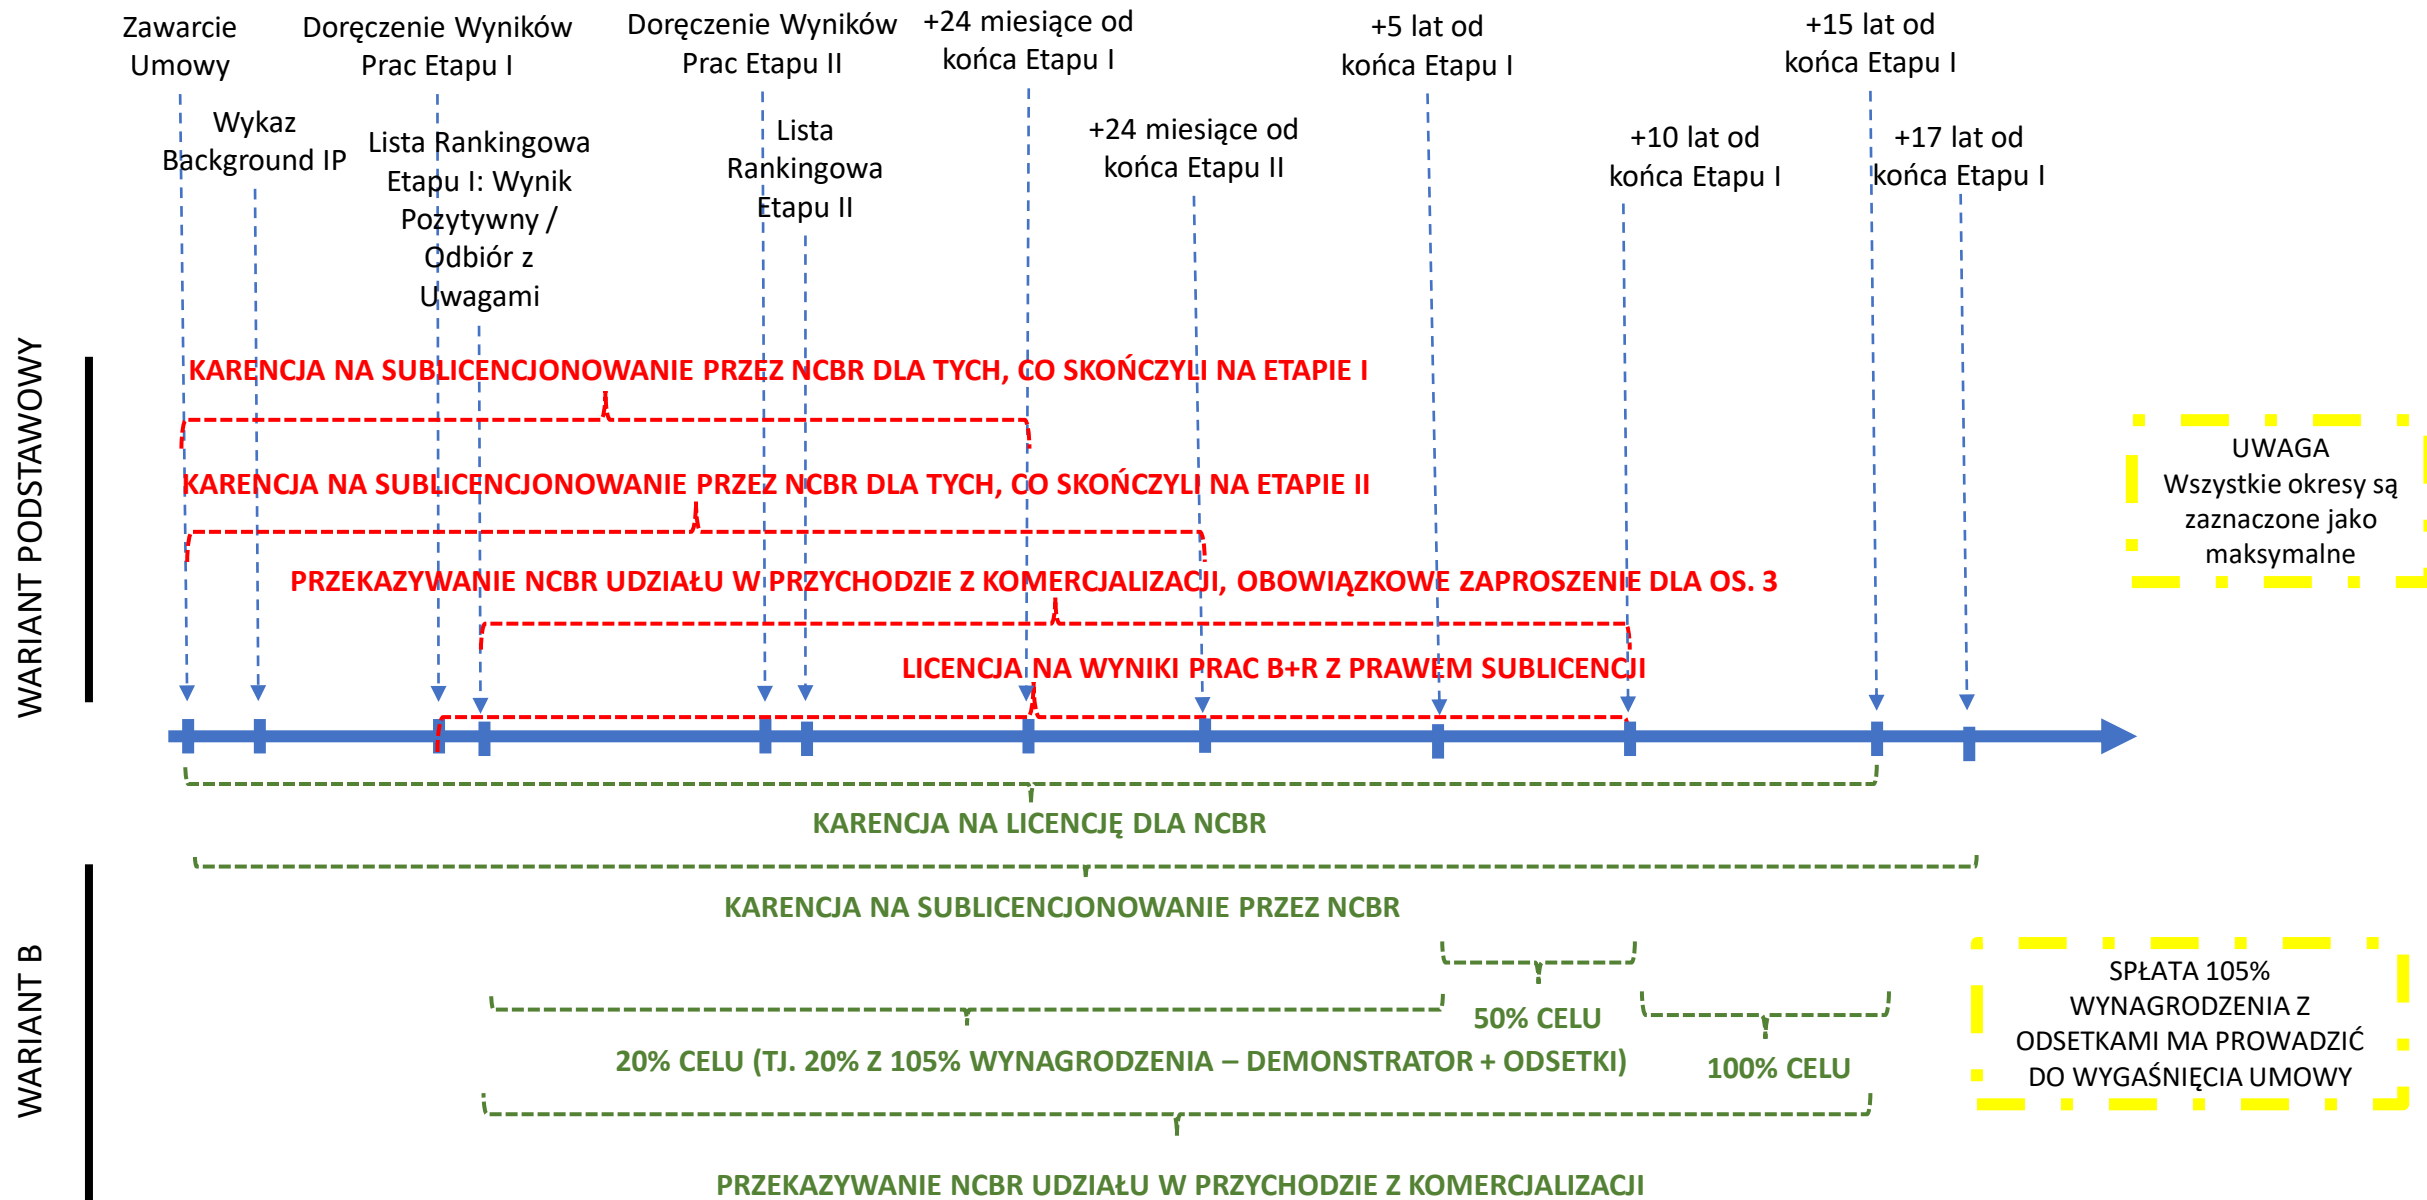 Zawarcie
Umowy
Doręczenie Wyników
Prac Etapu I
Doręczenie Wyników
Prac Etapu II
+24 miesiące od
końca Etapu I
+5 lat od
końca Etapu I
+15 lat od
końca Etapu I
Wykaz
Background IP
Lista Rankingowa
Etapu I: Wynik
Pozytywny /
Odbiór z
Uwagami
Lista
Rankingowa
Etapu II
+24 miesiące od
końca Etapu II
+10 lat od
końca Etapu I
+17 lat od
końca Etapu I
WARIANT PODSTAWOWY
KARENCJA NA SUBLICENCJONOWANIE PRZEZ NCBR DLA TYCH, CO SKOŃCZYLI NA ETAPIE I
KARENCJA NA SUBLICENCJONOWANIE PRZEZ NCBR DLA TYCH, CO SKOŃCZYLI NA ETAPIE II
PRZEKAZYWANIE NCBR UDZIAŁU W PRZYCHODZIE Z KOMERCJALIZACJI, OBOWIĄZKOWE ZAPROSZENIE DLA OS. 3
LICENCJA NA WYNIKI PRAC B+R Z PRAWEM SUBLICENCJI
UWAGA
Wszystkie okresy są
zaznaczone jako
maksymalne
WARIANT B
KARENCJA NA LICENCJĘ DLA NCBR
KARENCJA NA SUBLICENCJONOWANIE PRZEZ NCBR
50% CELU
20% CELU (TJ. 20% Z 105% WYNAGRODZENIA – DEMONSTRATOR + ODSETKI)
100% CELU
PRZEKAZYWANIE NCBR UDZIAŁU W PRZYCHODZIE Z KOMERCJALIZACJI
SPŁATA 105%
WYNAGRODZENIA Z
ODSETKAMI MA PROWADZIĆ
DO WYGAŚNIĘCIA UMOWY